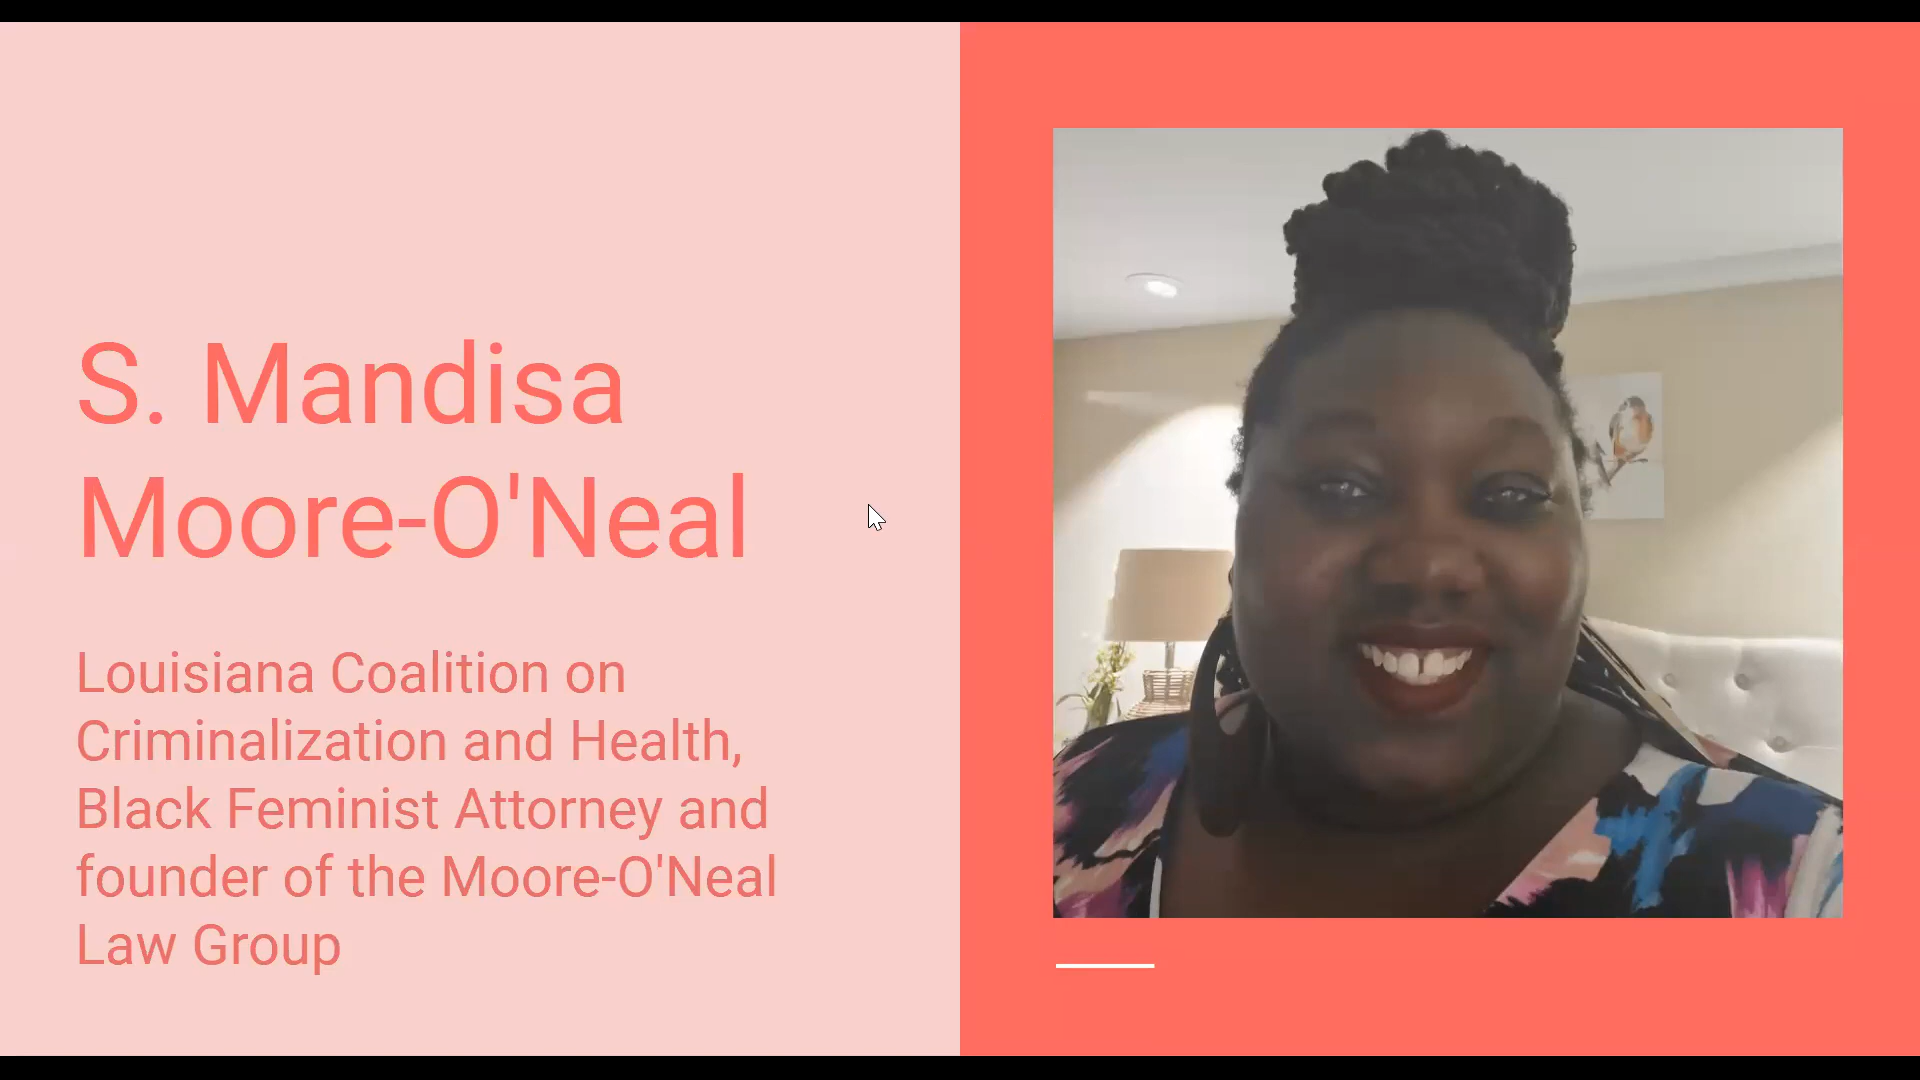 S. Mandisa
Moore-O'Neal
Louisiana Coalition on
Criminalization and Health,
Black Feminist Attorney and
founder of the Moore-O'Neal
Law Group